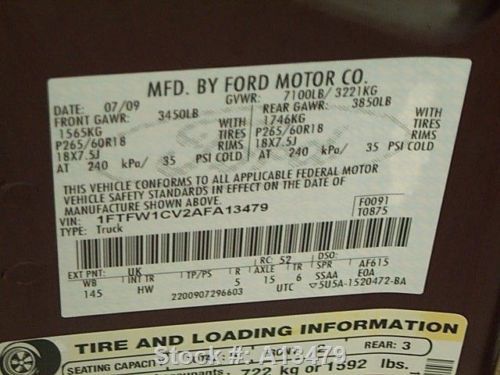 MFD. BY FORD MOTOR CO.
DATE: 07/09 GVWR: 7100LB/ 3221KG
FRONT GAWR: 3450LB REAR GAWR: 3850LB
1565KG WITH 1746KG WITH
P265/60R18 TIRES P265/60R18 TIRES
18X7.5J RIMS 18X7.5J RIMS
AT 240 kPa/ 35 PSI COLD AT 240 kPa/ 35 PSI COLD
THIS VEHICLE CONFORMS TO ALL APPLICABLE FEDERAL MOTOR
VEHICLE SAFETY STANDARDS IN EFFECT ON THE DATE OF
MANUFACTURE SHOWN ABOVE.
VIN: 1FTFW1CV2AFA13479 F0091
TYPE: Truck T0875
EXT PNT: UK RC: 52 DSO:
WB INT TR TP/PS R AXLE TR SPR AF615
145 HW 5 15 6 SSAA E0A
2200907296603 UTC 5U5A-1520472-BA
TIRE AND LOADING INFORMATION
SEATING CAPACITY REAR: 3
Stock #: A13479
722 kg or 1592 lbs.